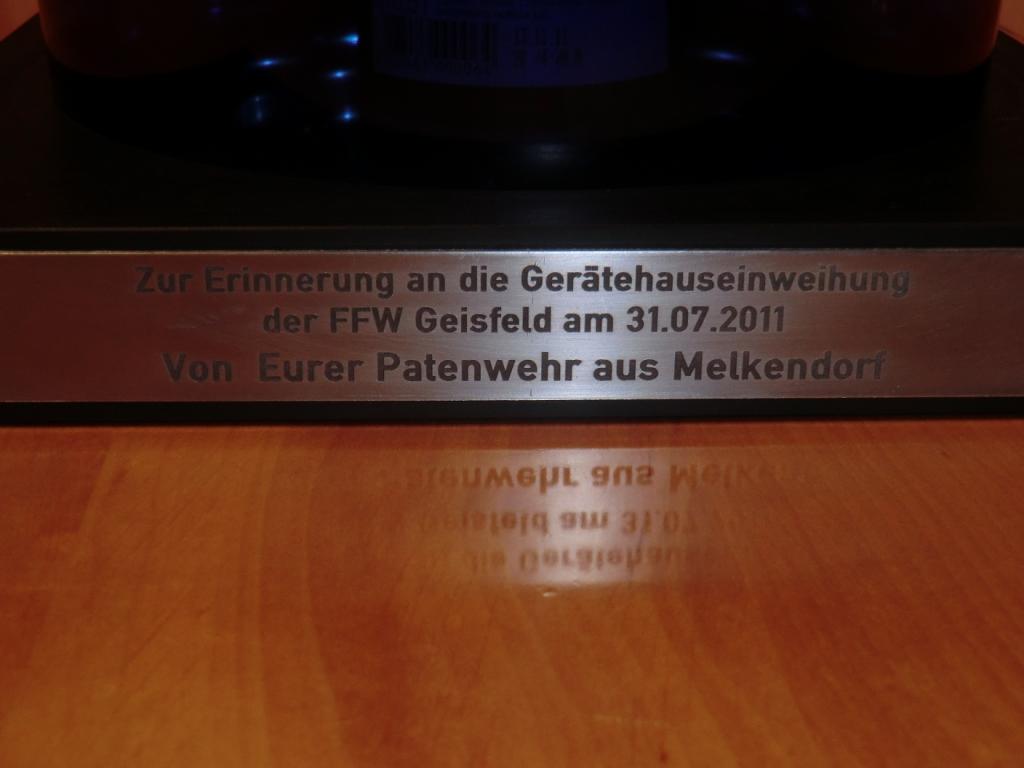 Zur Erinnerung an die Gerätehauseinweihung
der FFW Geisfeld am 31.07.2011
Von Eurer Patenwehr aus Melkendorf